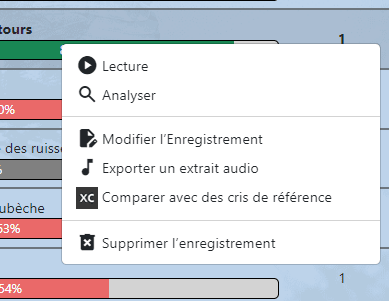 tours
1
Lecture
Analyser
0%
Modifier l'Enregistrement
des ruisse
Exporter un extrait audio
%
XC Comparer avec des cris de référence
ubèche
53%
Supprimer l'enregistrement
1
54%